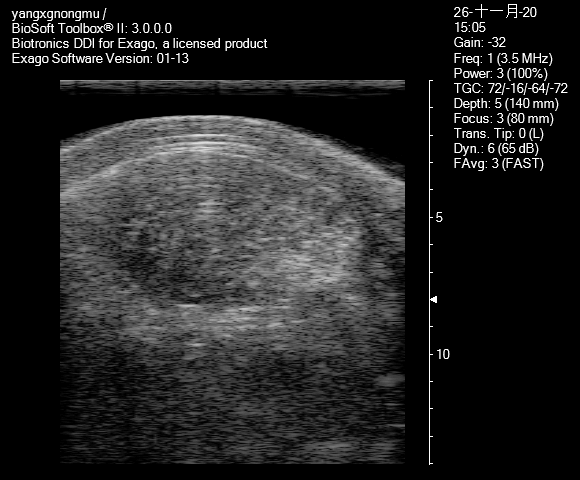 yangxgnongmu /
BioSoft Toolbox® II: 3.0.0.0
Biotronics DDI for Exago, a licensed product
Exago Software Version: 01-13
26-十一月-20
15:05
Gain: -32
Freq: 1 (3.5 MHz)
Power: 3 (100%)
TGC: 72/-16/-64/-72
Depth: 5 (140 mm)
Focus: 3 (80 mm)
Trans. Tip: 0 (L)
Dyn.: 6 (65 dB)
FAvg: 3 (FAST)
5
10